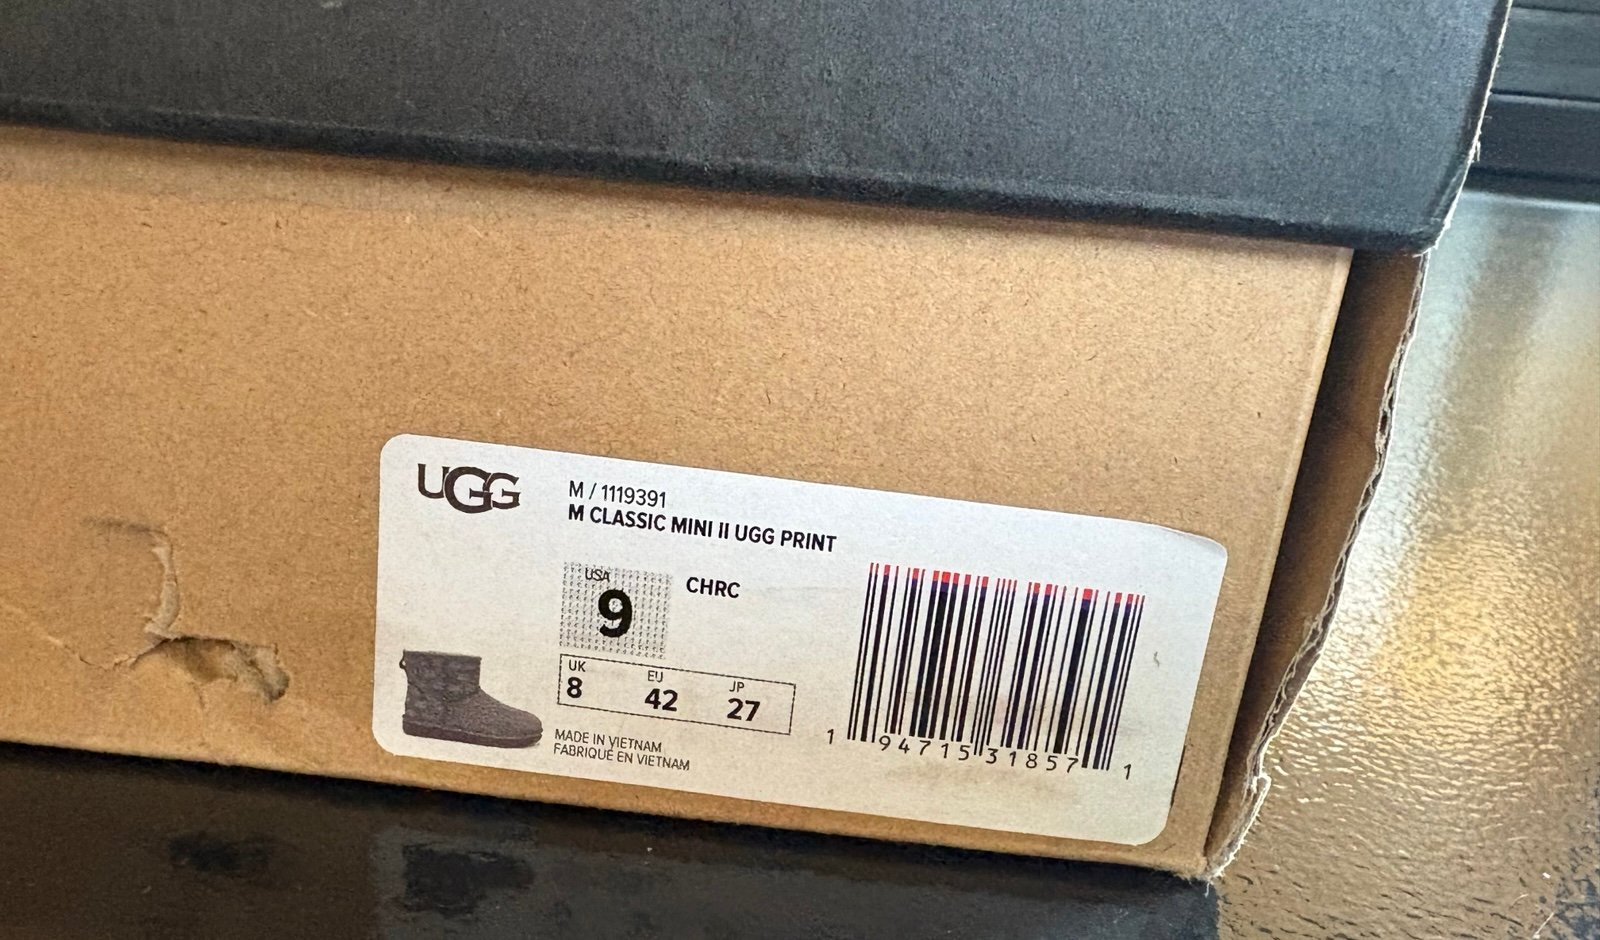 UGG
M / 1119391
M CLASSIC MINI II UGG PRINT
USA
9
CHRC
UK
8
EU
42
JP
27
MADE IN VIETNAM
FABRIQUÉ EN VIETNAM
1 94715 31857 1